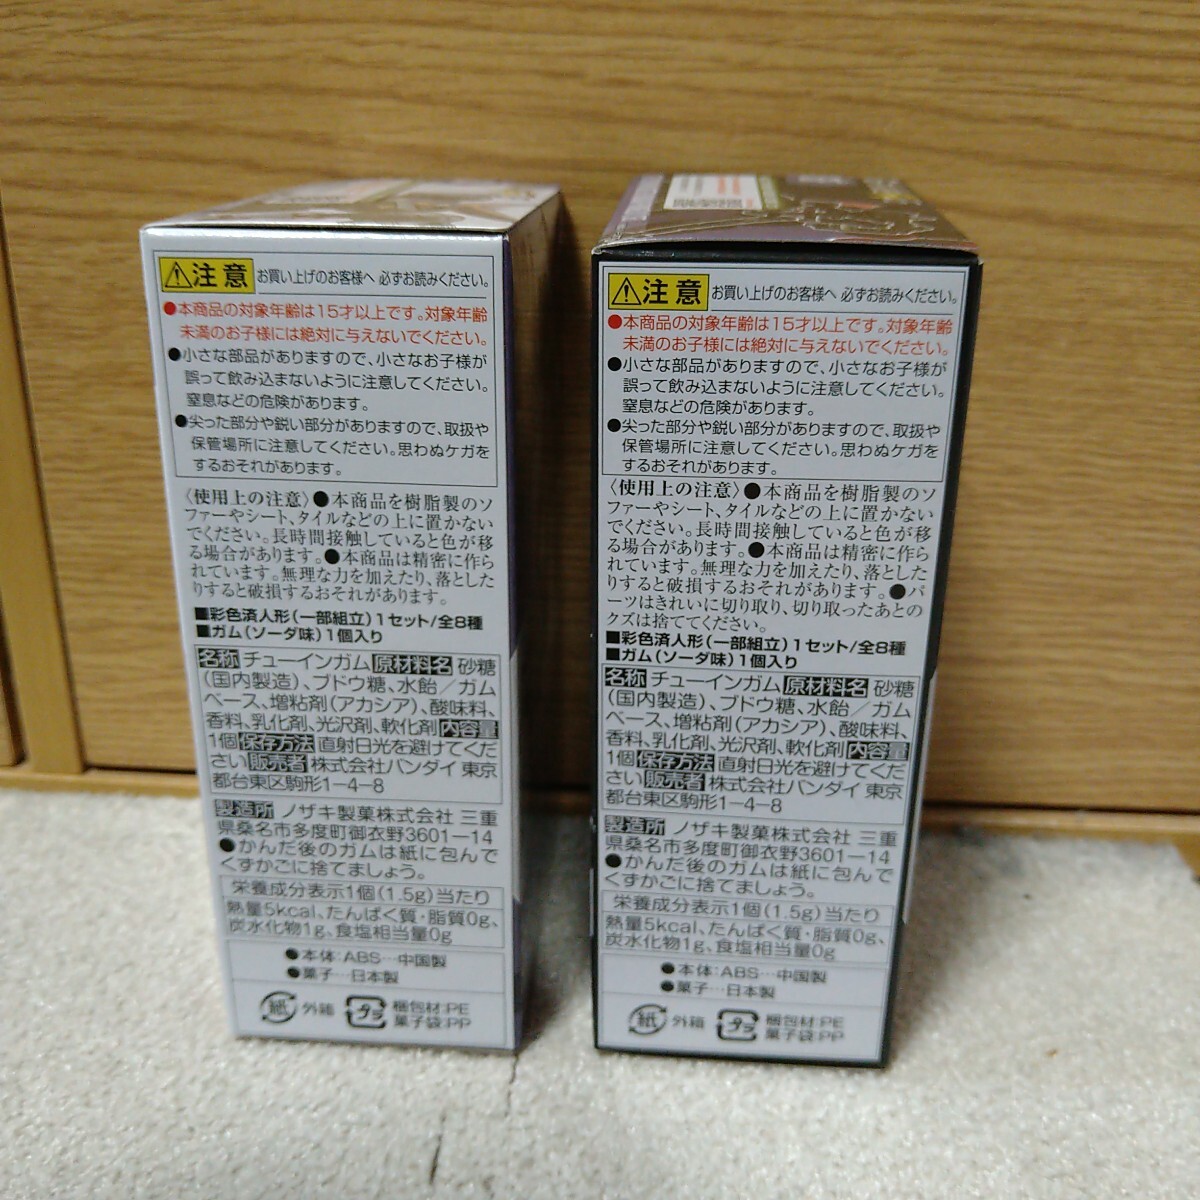 注意 お買い上げのお客様へ 必ずお読みください。
●本商品の対象年齢は15才以上です。対象年齢
未満のお子様には絶対に与えないでください。
●小さな部品がありますので、小さなお子様が
誤って飲み込まないように注意してください。
窒息などの危険があります。
●尖った部分や鋭い部分がありますので、取扱や
保管場所に注意してください。思わぬケガを
するおそれがあります。
〈使用上の注意〉●本商品を樹脂製のソ
ファーやシート、タイルなどの上に置かない
でください。長時間接触していると色が移
る場合があります。●本商品は精密に作ら
れています。無理な力を加えたり、落とした
りすると破損するおそれがあります。
■彩色済人形(一部組立)1セット/全8種
■ガム(ソーダ味)1個入り
名称 チューインガム 原材料名 砂糖
(国内製造)、ブドウ糖、水飴/ガム
ベース、増粘剤(アカシア)、酸味料、
香料、乳化剤、光沢剤、軟化剤 内容量
1個 保存方法 直射日光を避けてくだ
さい 販売者 株式会社バンダイ 東京
都台東区駒形1-4-8
製造所 ノザキ製菓株式会社 三重
県桑名市多度町御衣野3601-14
●かんだ後のガムは紙に包んで
くずかごに捨てましょう。
栄養成分表示1個(1.5g)当たり
熱量5kcal、たんぱく質・脂質0g、
炭水化物1g、食塩相当量0g
●本体:ABS…中国製
●菓子…日本製
紙 外箱 プラ 梱包材:PE
菓子袋:PP
注意 お買い上げのお客様へ 必ずお読みください。
●本商品の対象年齢は15才以上です。対象年齢
未満のお子様には絶対に与えないでください。
●小さな部品がありますので、小さなお子様が
誤って飲み込まないように注意してください。
窒息などの危険があります。
●尖った部分や鋭い部分がありますので、取扱や
保管場所に注意してください。思わぬケガを
するおそれがあります。
〈使用上の注意〉●本商品を樹脂製のソ
ファーやシート、タイルなどの上に置かない
でください。長時間接触していると色が移
る場合があります。●本商品は精密に作ら
れています。無理な力を加えたり、落とした
りすると破損するおそれがあります。●パ
ーツはきれいに切り取り、切り取ったあとの
クズは捨ててください。
■彩色済人形(一部組立)1セット/全8種
■ガム(ソーダ味)1個入り
名称 チューインガム 原材料名 砂糖
(国内製造)、ブドウ糖、水飴/ガム
ベース、増粘剤(アカシア)、酸味料、
香料、乳化剤、光沢剤、軟化剤 内容量
1個 保存方法 直射日光を避けてくだ
さい 販売者 株式会社バンダイ 東京
都台東区駒形1-4-8
製造所 ノザキ製菓株式会社 三重
県桑名市多度町御衣野3601-14
●かんだ後のガムは紙に包んで
くずかごに捨てましょう。
栄養成分表示1個(1.5g)当たり
熱量5kcal、たんぱく質・脂質0g、
炭水化物1g、食塩相当量0g
●本体:ABS…中国製
●菓子…日本製
紙 外箱 プラ 梱包材:PE
菓子袋:PP